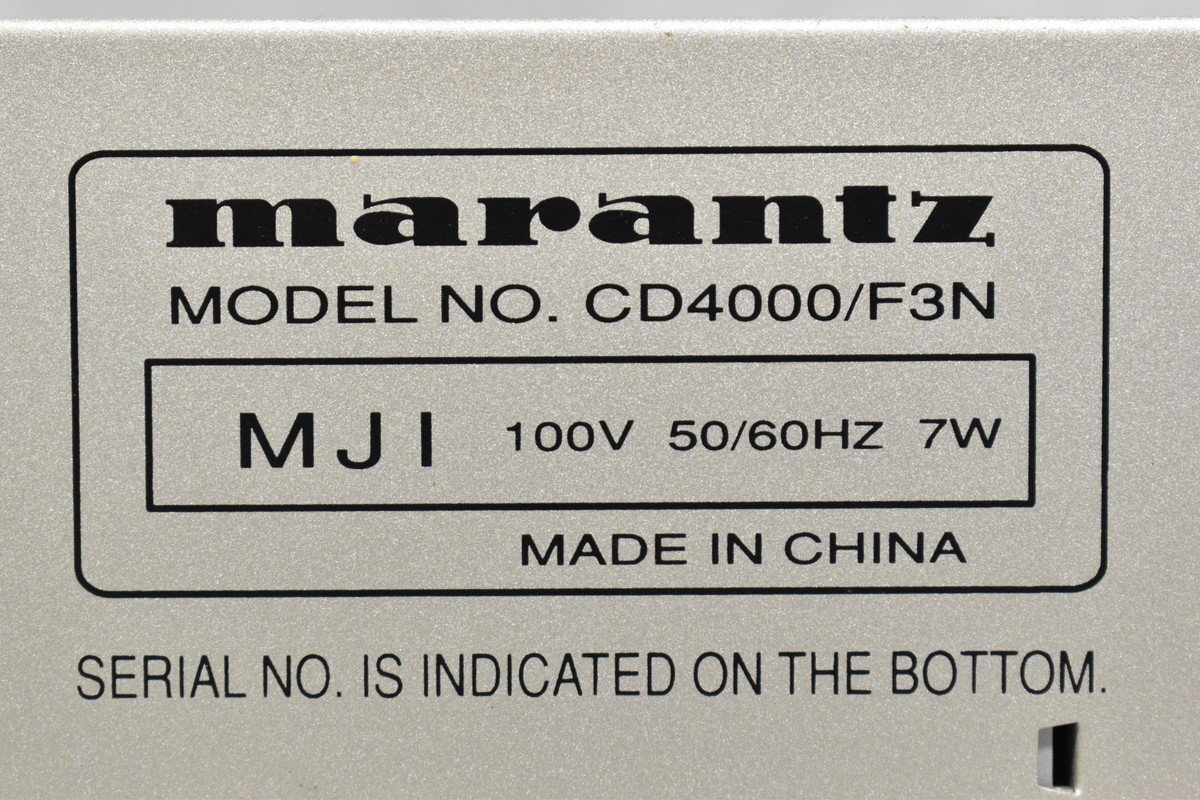 marantz
MODEL NO. CD4000/F3N
MJI 100V 50/60Hz 7W
MADE IN CHINA
SERIAL NO. IS INDICATED ON THE BOTTOM.